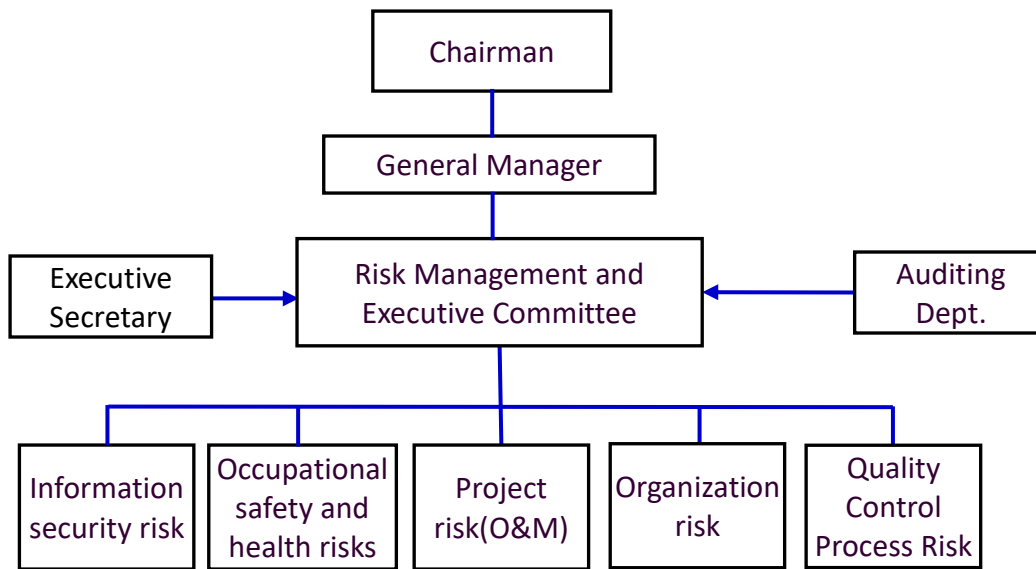 Chairman
General Manager
Executive
Secretary
Risk Management and
Executive Committee
Auditing
Dept.
Information
security risk
Occupational
safety and
health risks
Project
risk(O&M)
Organization
risk
Quality
Control
Process Risk